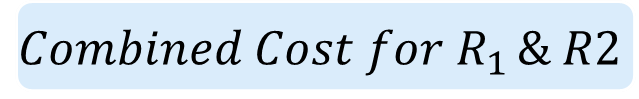 Combined Cost for R₁ & R2